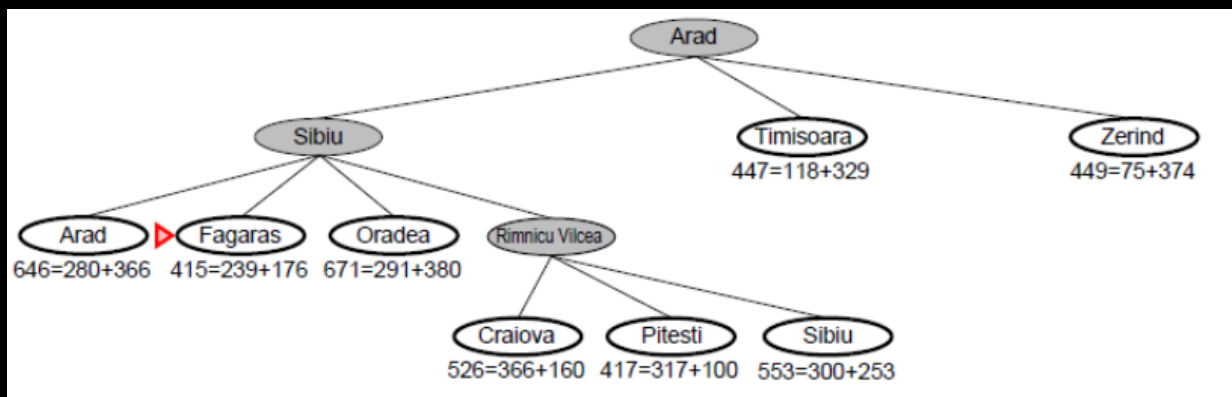 Arad
Sibiu
Timisoara
Zerind
447=118+329
449=75+374
Arad
Fagaras
Oradea
Rimnicu Vilcea
646=280+366
415=239+176
671=291+380
Craiova
Pitesti
Sibiu
526=366+160
417=317+100
553=300+253